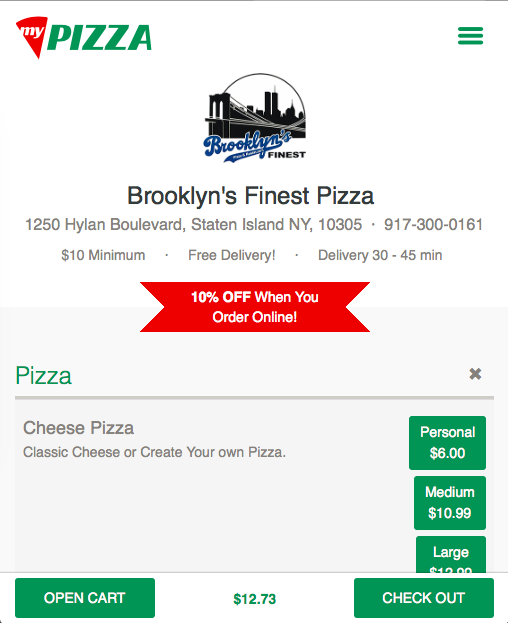 my PIZZA
Brooklyn's
FINEST
Brooklyn's Finest Pizza
1250 Hylan Boulevard, Staten Island NY, 10305 · 917-300-0161
$10 Minimum · Free Delivery! · Delivery 30 - 45 min
10% OFF When You
Order Online!
Pizza ✖
Cheese Pizza
Classic Cheese or Create Your own Pizza.
Personal
$6.00
Medium
$10.99
Large
$12.99
OPEN CART $12.73 CHECK OUT